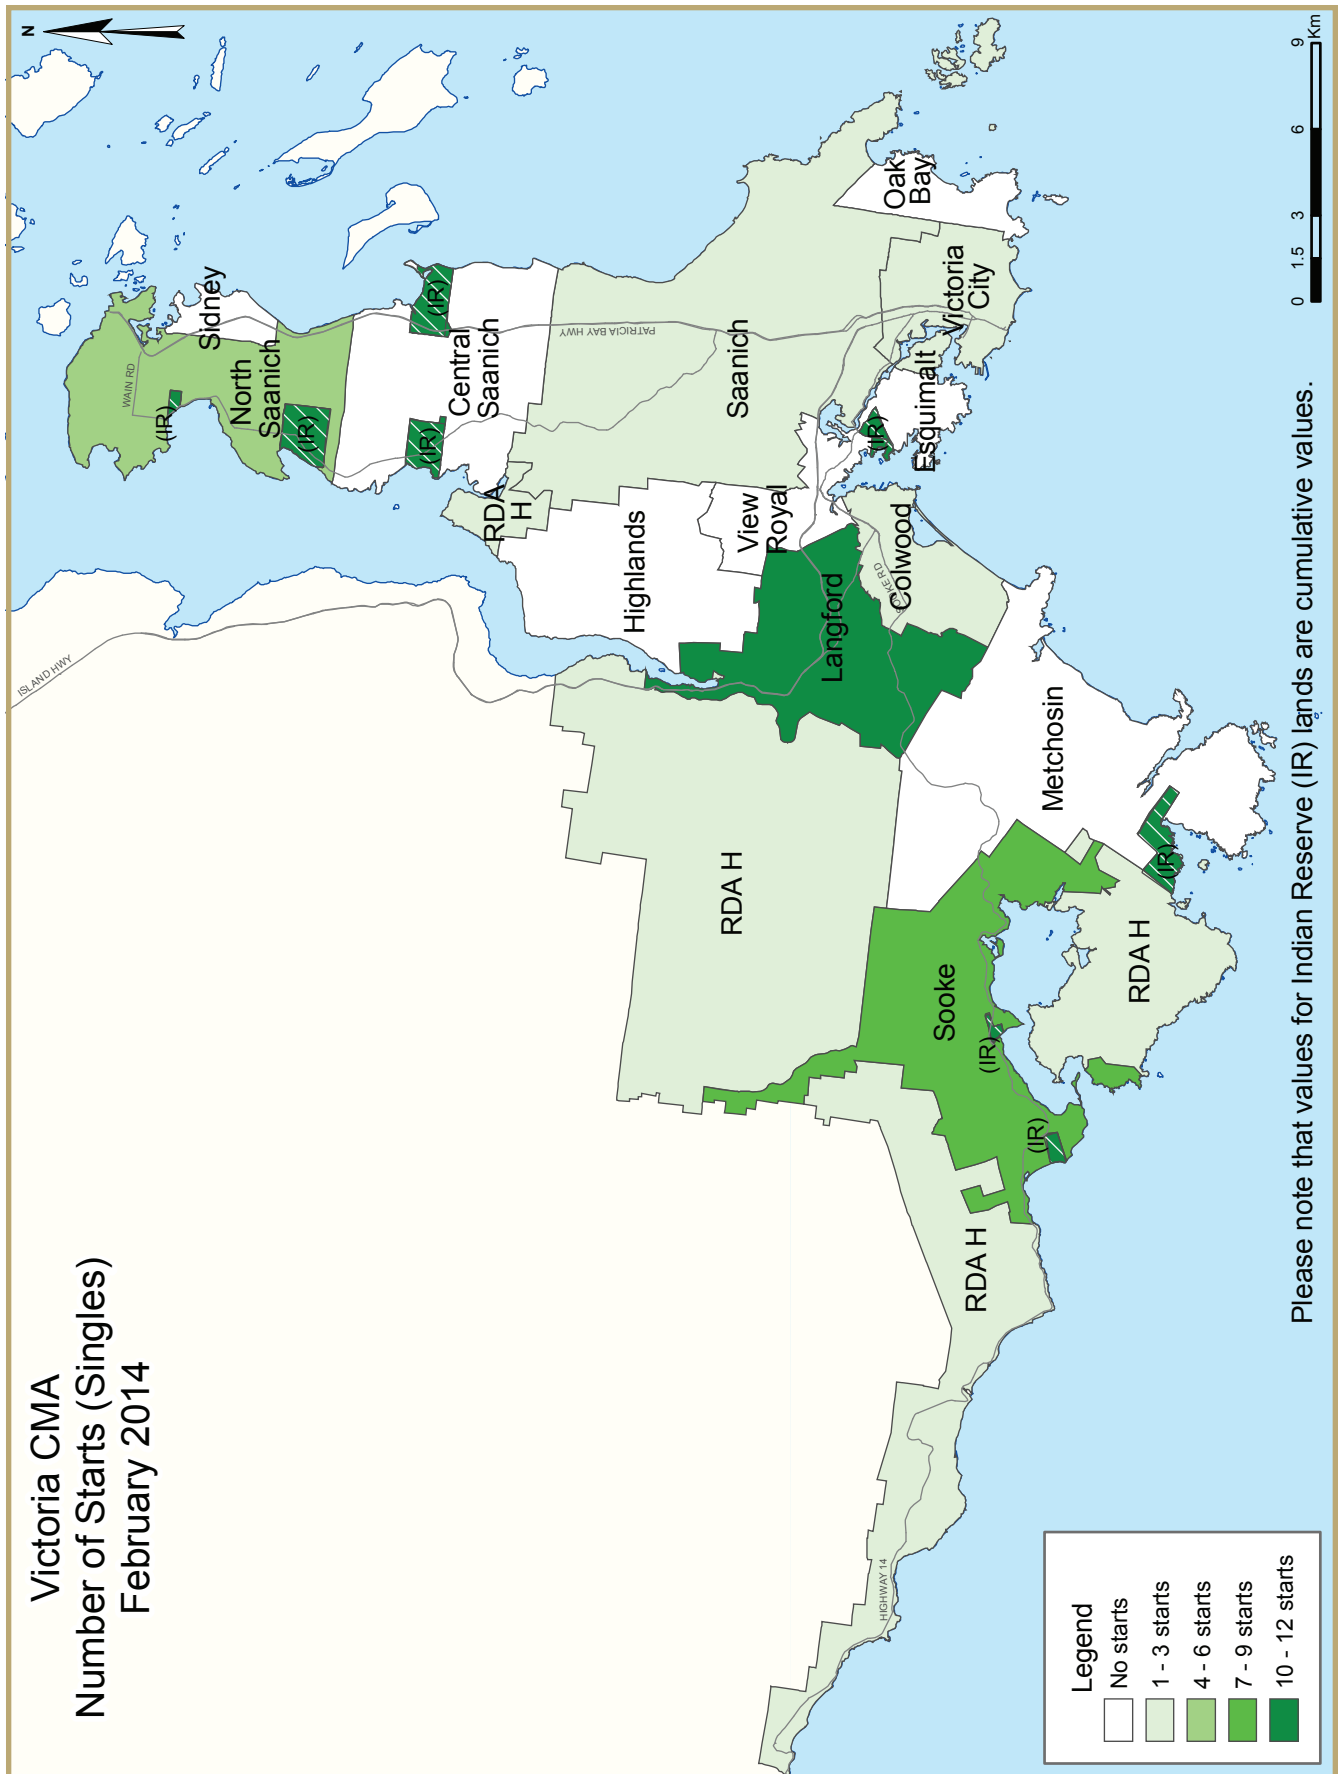 Victoria CMA
Number of Starts (Singles)
February 2014
N
ISLAND HWY
WAIN RD
Sidney
North
Saanich
(IR)
(IR)
(IR)
(IR)
Central
Saanich
PATRICIA BAY HWY
RDA
H
Saanich
Highlands
View
Royal
Oak
Bay
Victoria
City
Esquimalt
(IR)
Langford
Colwood
Metchosin
(IR)
RDA H
Sooke
(IR)
(IR)
RDA H
RDA H
HIGHWAY 14
Legend
No starts
1 - 3 starts
4 - 6 starts
7 - 9 starts
10 - 12 starts
0 1.5 3 6 9
Km
Please note that values for Indian Reserve (IR) lands are cumulative values.